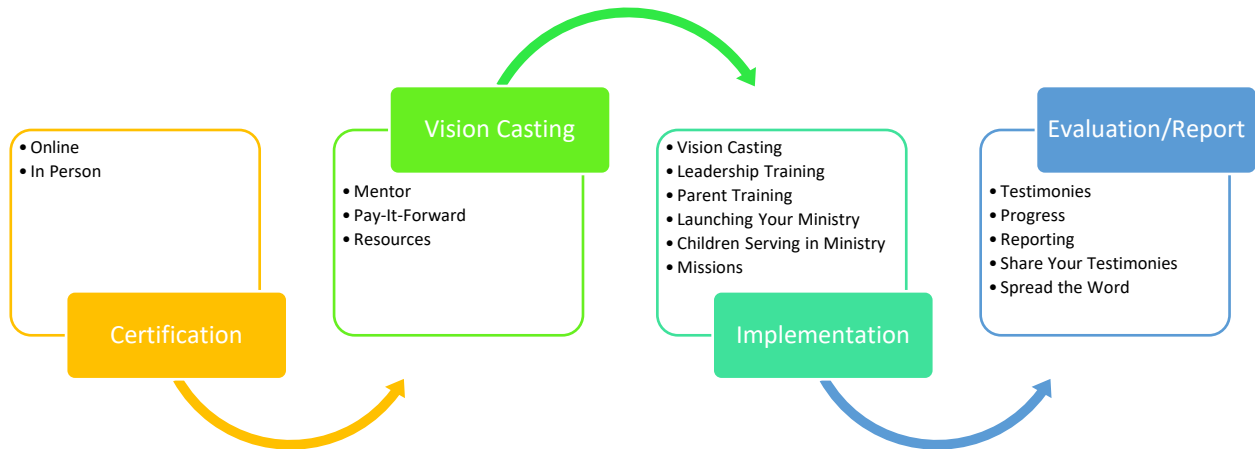 • Online
• In Person
Certification
Vision Casting
• Mentor
• Pay-It-Forward
• Resources
• Vision Casting
• Leadership Training
• Parent Training
• Launching Your Ministry
• Children Serving in Ministry
• Missions
Implementation
Evaluation/Report
• Testimonies
• Progress
• Reporting
• Share Your Testimonies
• Spread the Word